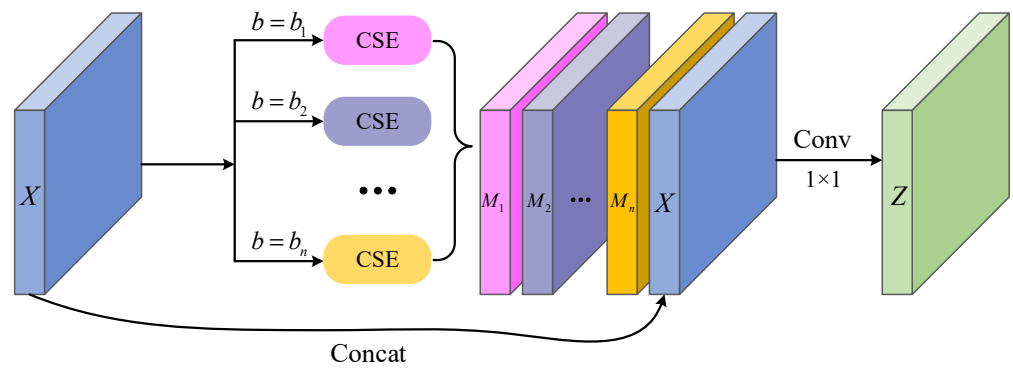 X
b = b₁
CSE
b = b₂
CSE
•••
b = bₙ
CSE
M₁
M₂
...
Mₙ
X
Conv
1×1
Z
Concat